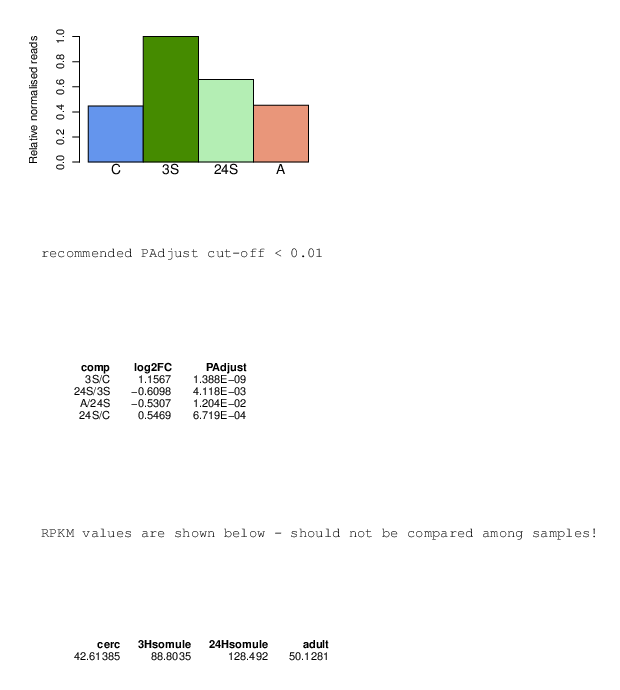 Relative normalised reads
1.0
0.8
0.6
0.4
0.2
0.0
C 3S 24S A
recommended PAdjust cut-off < 0.01
comp log2FC PAdjust
3S/C 1.1567 1.388E−09
24S/3S −0.6098 4.118E−03
A/24S −0.5307 1.204E−02
24S/C 0.5469 6.719E−04
RPKM values are shown below - should not be compared among samples!
cerc 3Hsomule 24Hsomule adult
42.61385 88.8035 128.492 50.1281